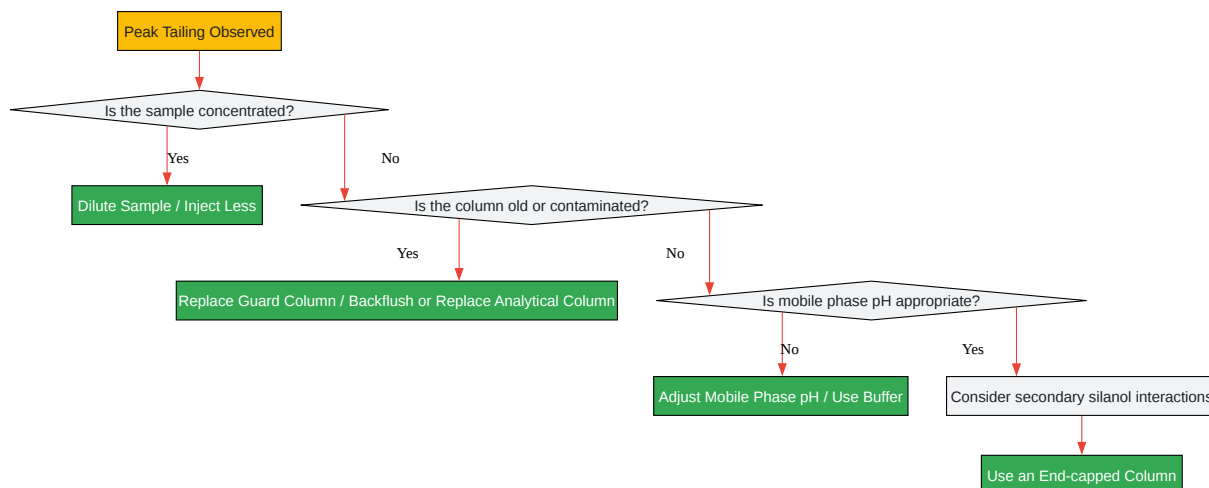 Peak Tailing Observed
Is the sample concentrated?
Yes
No
Dilute Sample / Inject Less
Is the column old or contaminated?
Yes
No
Replace Guard Column / Backflush or Replace Analytical Column
Is mobile phase pH appropriate?
No
Yes
Adjust Mobile Phase pH / Use Buffer
Consider secondary silanol interactions
Use an End-capped Column